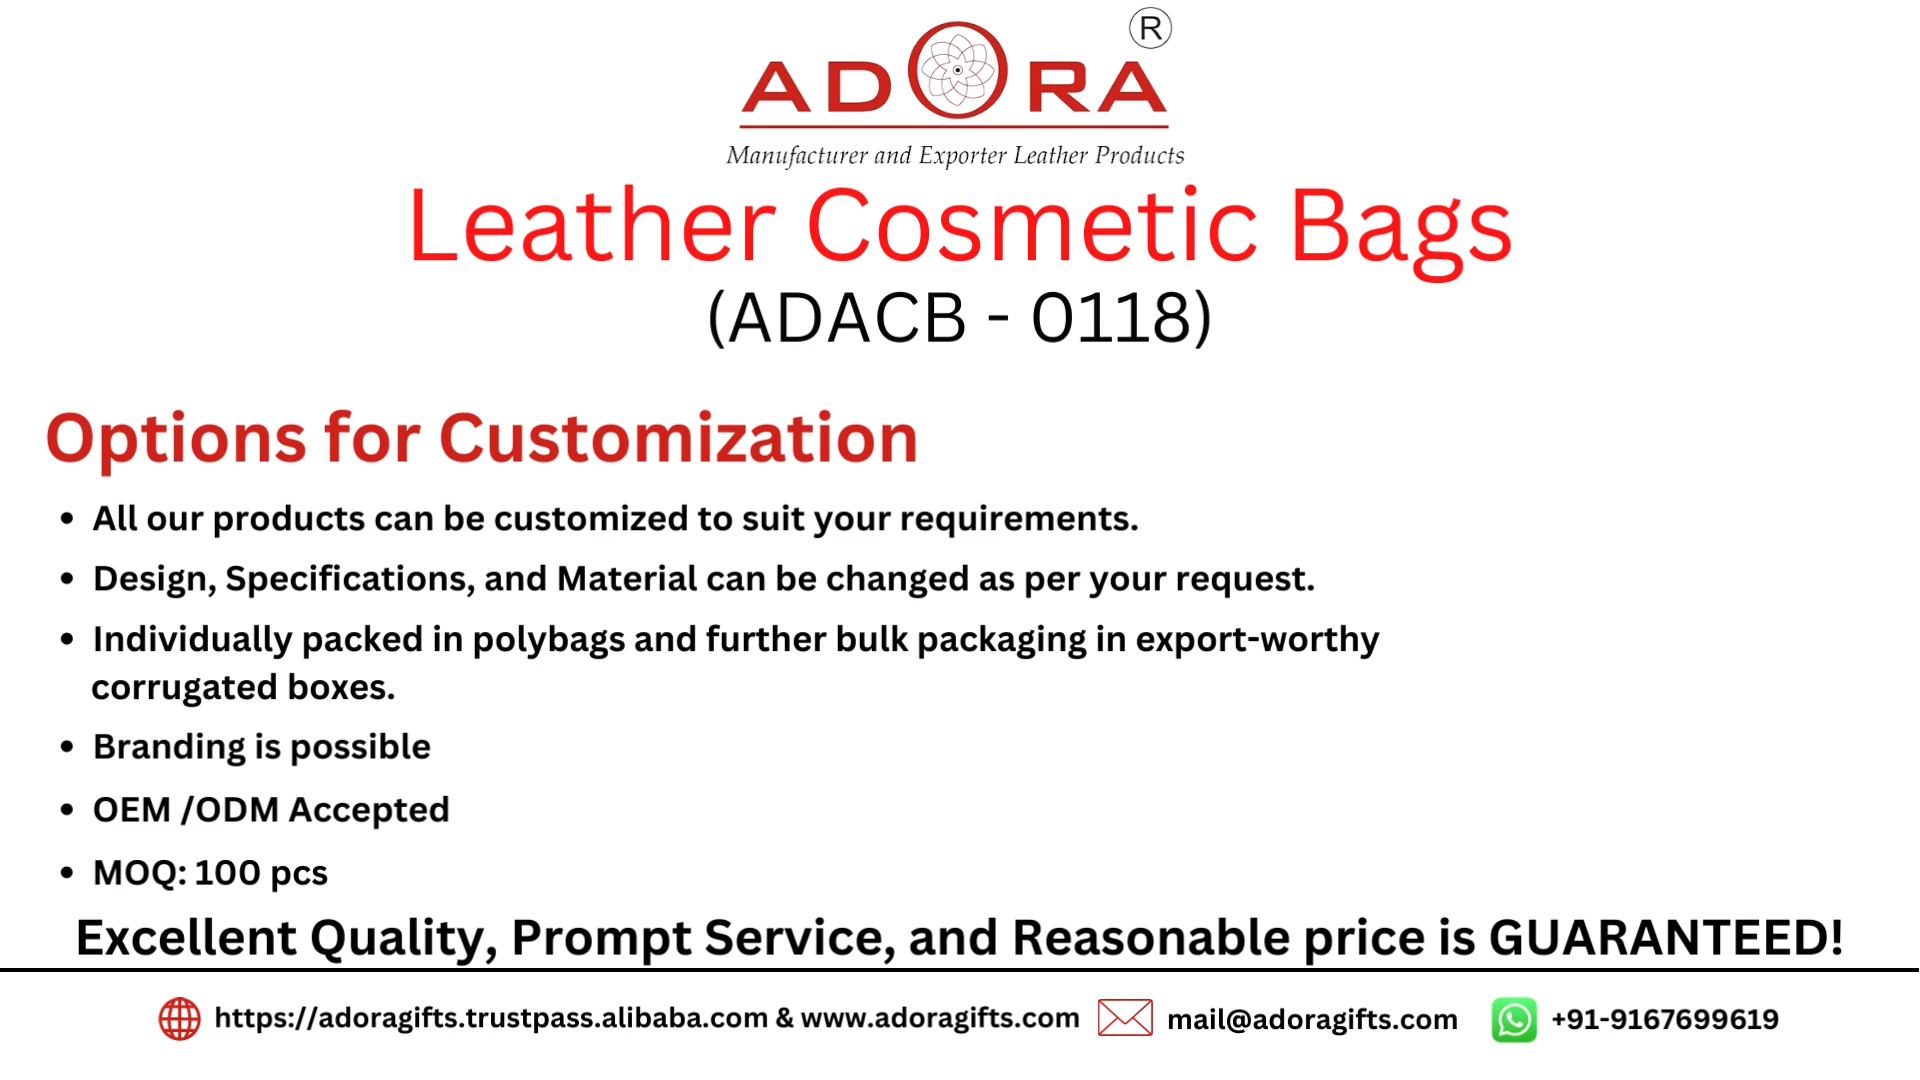 ADORA ®
Manufacturer and Exporter Leather Products
Leather Cosmetic Bags
(ADACB - 0118)
Options for Customization
• All our products can be customized to suit your requirements.
• Design, Specifications, and Material can be changed as per your request.
• Individually packed in polybags and further bulk packaging in export-worthy
corrugated boxes.
• Branding is possible
• OEM /ODM Accepted
• MOQ: 100 pcs
Excellent Quality, Prompt Service, and Reasonable price is GUARANTEED!
https://adoragifts.trustpass.alibaba.com & www.adoragifts.com mail@adoragifts.com +91-9167699619